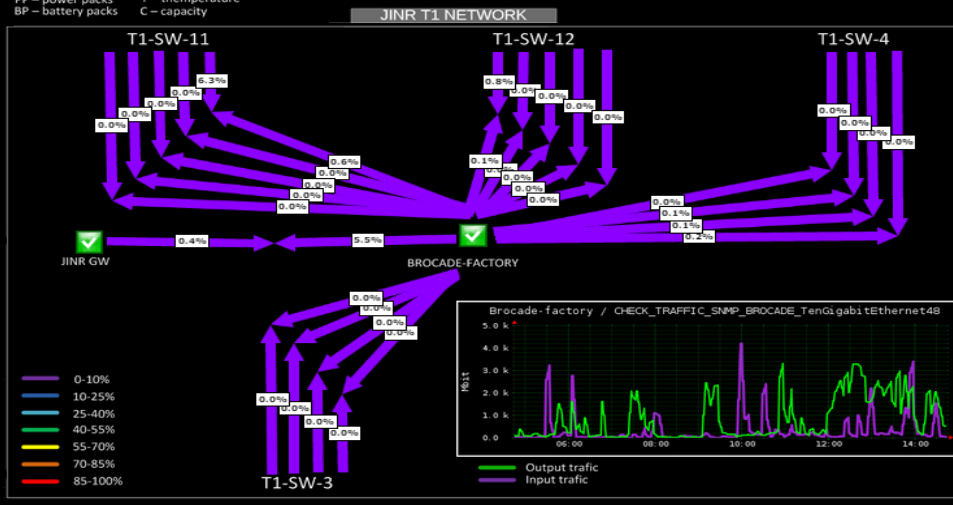 PP – power packs
BP – battery packs
C – capacity
JINR T1 NETWORK
T1-SW-11
T1-SW-12
T1-SW-4
6.3%
0.0%
0.0%
0.0%
0.0%
0.8%
0.0%
0.0%
0.0%
0.0%
0.0%
0.0%
0.0%
0.0%
0.6%
0.0%
0.0%
0.0%
0.0%
0.1%
0.0%
0.0%
0.0%
0.0%
0.1%
0.1%
0.2%
0.4%
5.5%
JINR GW
BROCADE-FACTORY
0.0%
0.0%
0.0%
0.0%
0.0%
0.0%
0.0%
0.0%
T1-SW-3
0-10%
10-25%
25-40%
40-55%
55-70%
70-85%
85-100%
Brocade-factory / CHECK_TRAFFIC_SNMP_BROCADE_TenGigabitEthernet48
Mbit
5.0 k
4.0 k
3.0 k
2.0 k
1.0 k
0.0
06:00 08:00 10:00 12:00 14:00
Output trafic
Input trafic